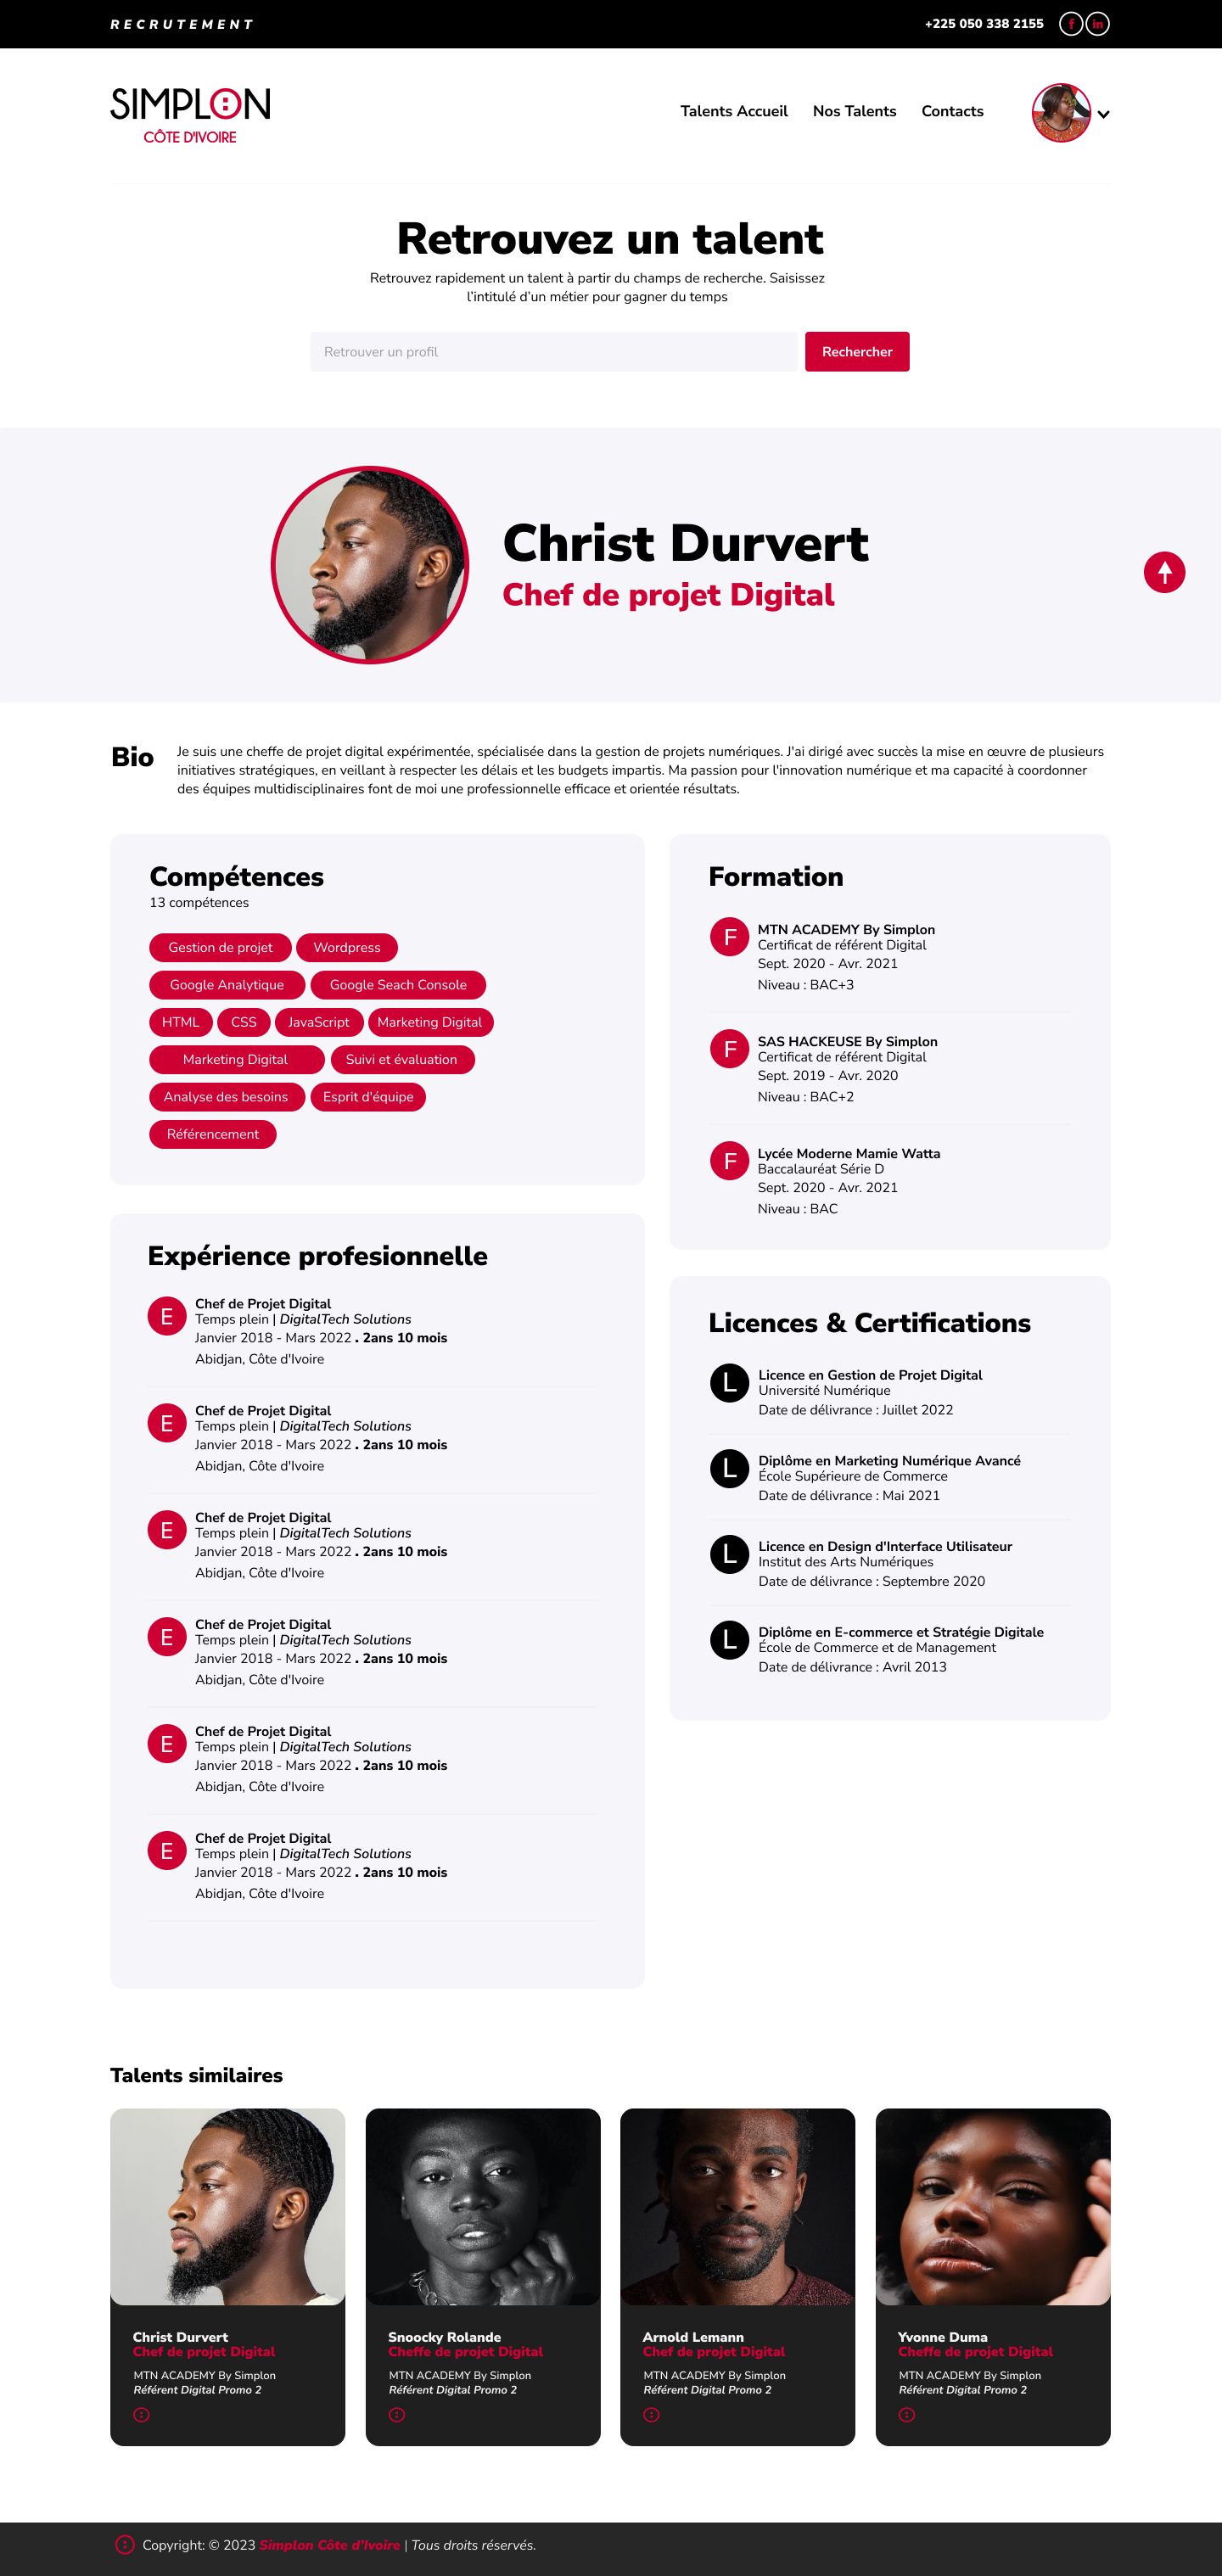 RECRUTEMENT
+225 050 338 2155
f in
SIMPLON
CÔTE D'IVOIRE
Talents Accueil Nos Talents Contacts
Retrouvez un talent
Retrouvez rapidement un talent à partir du champs de recherche. Saisissez
l'intitulé d'un métier pour gagner du temps
Retrouver un profil
Rechercher
Christ Durvert
Chef de projet Digital
Bio
Je suis une cheffe de projet digital expérimentée, spécialisée dans la gestion de projets numériques. J'ai dirigé avec succès la mise en œuvre de plusieurs
initiatives stratégiques, en veillant à respecter les délais et les budgets impartis. Ma passion pour l'innovation numérique et ma capacité à coordonner
des équipes multidisciplinaires font de moi une professionnelle efficace et orientée résultats.
Compétences
13 compétences
Gestion de projet Wordpress
Google Analytique Google Seach Console
HTML CSS JavaScript Marketing Digital
Marketing Digital Suivi et évaluation
Analyse des besoins Esprit d'équipe
Référencement
Formation
F
MTN ACADEMY By Simplon
Certificat de référent Digital
Sept. 2020 - Avr. 2021
Niveau : BAC+3
F
SAS HACKEUSE By Simplon
Certificat de référent Digital
Sept. 2019 - Avr. 2020
Niveau : BAC+2
F
Lycée Moderne Mamie Watta
Baccalauréat Série D
Sept. 2020 - Avr. 2021
Niveau : BAC
Expérience profesionnelle
E
Chef de Projet Digital
Temps plein | DigitalTech Solutions
Janvier 2018 - Mars 2022 . 2ans 10 mois
Abidjan, Côte d'Ivoire
E
Chef de Projet Digital
Temps plein | DigitalTech Solutions
Janvier 2018 - Mars 2022 . 2ans 10 mois
Abidjan, Côte d'Ivoire
E
Chef de Projet Digital
Temps plein | DigitalTech Solutions
Janvier 2018 - Mars 2022 . 2ans 10 mois
Abidjan, Côte d'Ivoire
E
Chef de Projet Digital
Temps plein | DigitalTech Solutions
Janvier 2018 - Mars 2022 . 2ans 10 mois
Abidjan, Côte d'Ivoire
E
Chef de Projet Digital
Temps plein | DigitalTech Solutions
Janvier 2018 - Mars 2022 . 2ans 10 mois
Abidjan, Côte d'Ivoire
E
Chef de Projet Digital
Temps plein | DigitalTech Solutions
Janvier 2018 - Mars 2022 . 2ans 10 mois
Abidjan, Côte d'Ivoire
Licences & Certifications
L
Licence en Gestion de Projet Digital
Université Numérique
Date de délivrance : Juillet 2022
L
Diplôme en Marketing Numérique Avancé
École Supérieure de Commerce
Date de délivrance : Mai 2021
L
Licence en Design d'Interface Utilisateur
Institut des Arts Numériques
Date de délivrance : Septembre 2020
L
Diplôme en E-commerce et Stratégie Digitale
École de Commerce et de Management
Date de délivrance : Avril 2013
Talents similaires
Christ Durvert
Chef de projet Digital
MTN ACADEMY By Simplon
Référent Digital Promo 2
Snoocky Rolande
Cheffe de projet Digital
MTN ACADEMY By Simplon
Référent Digital Promo 2
Arnold Lemann
Chef de projet Digital
MTN ACADEMY By Simplon
Référent Digital Promo 2
Yvonne Duma
Cheffe de projet Digital
MTN ACADEMY By Simplon
Référent Digital Promo 2
Copyright: © 2023 Simplon Côte d'Ivoire | Tous droits réservés.